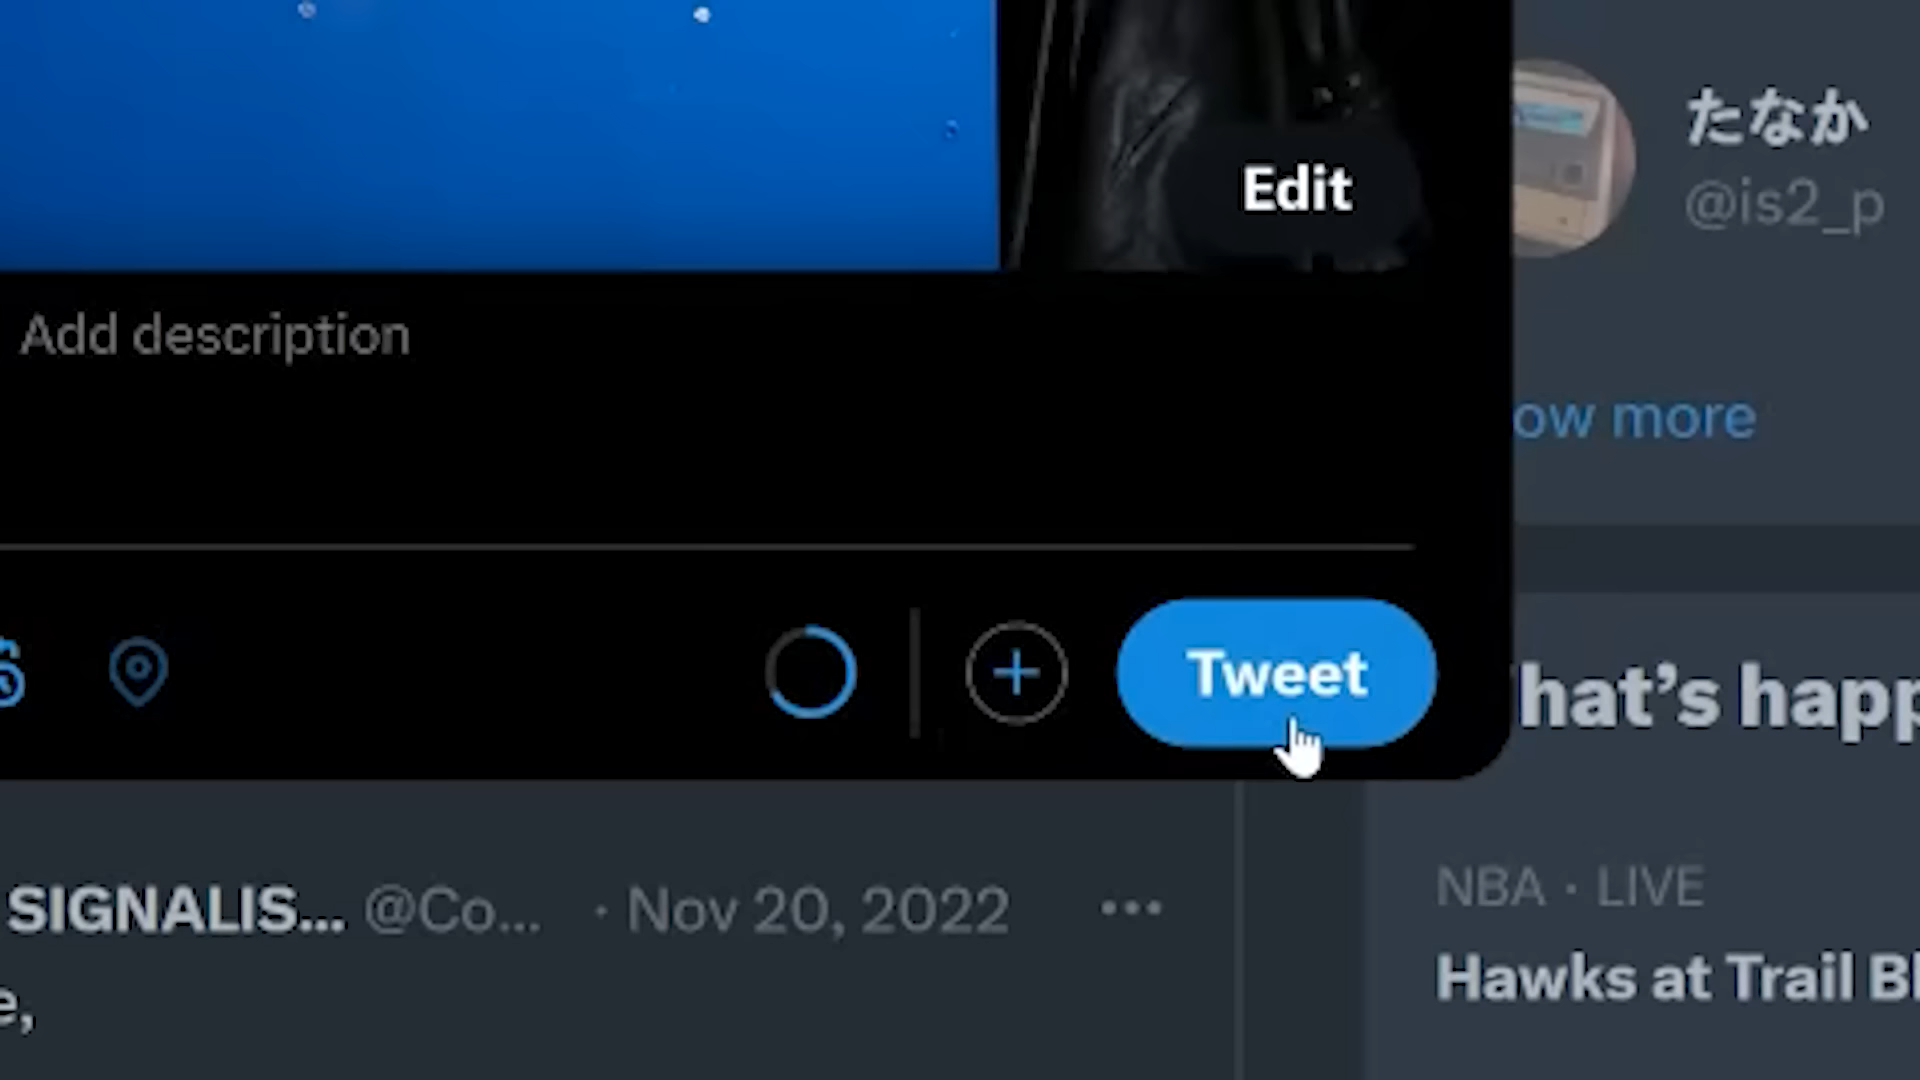 たなか
@is2_p
Edit
Add description
ow more
Tweet
hat's happ
SIGNALIS... @Co... · Nov 20, 2022
NBA · LIVE
e,
Hawks at Trail Bl